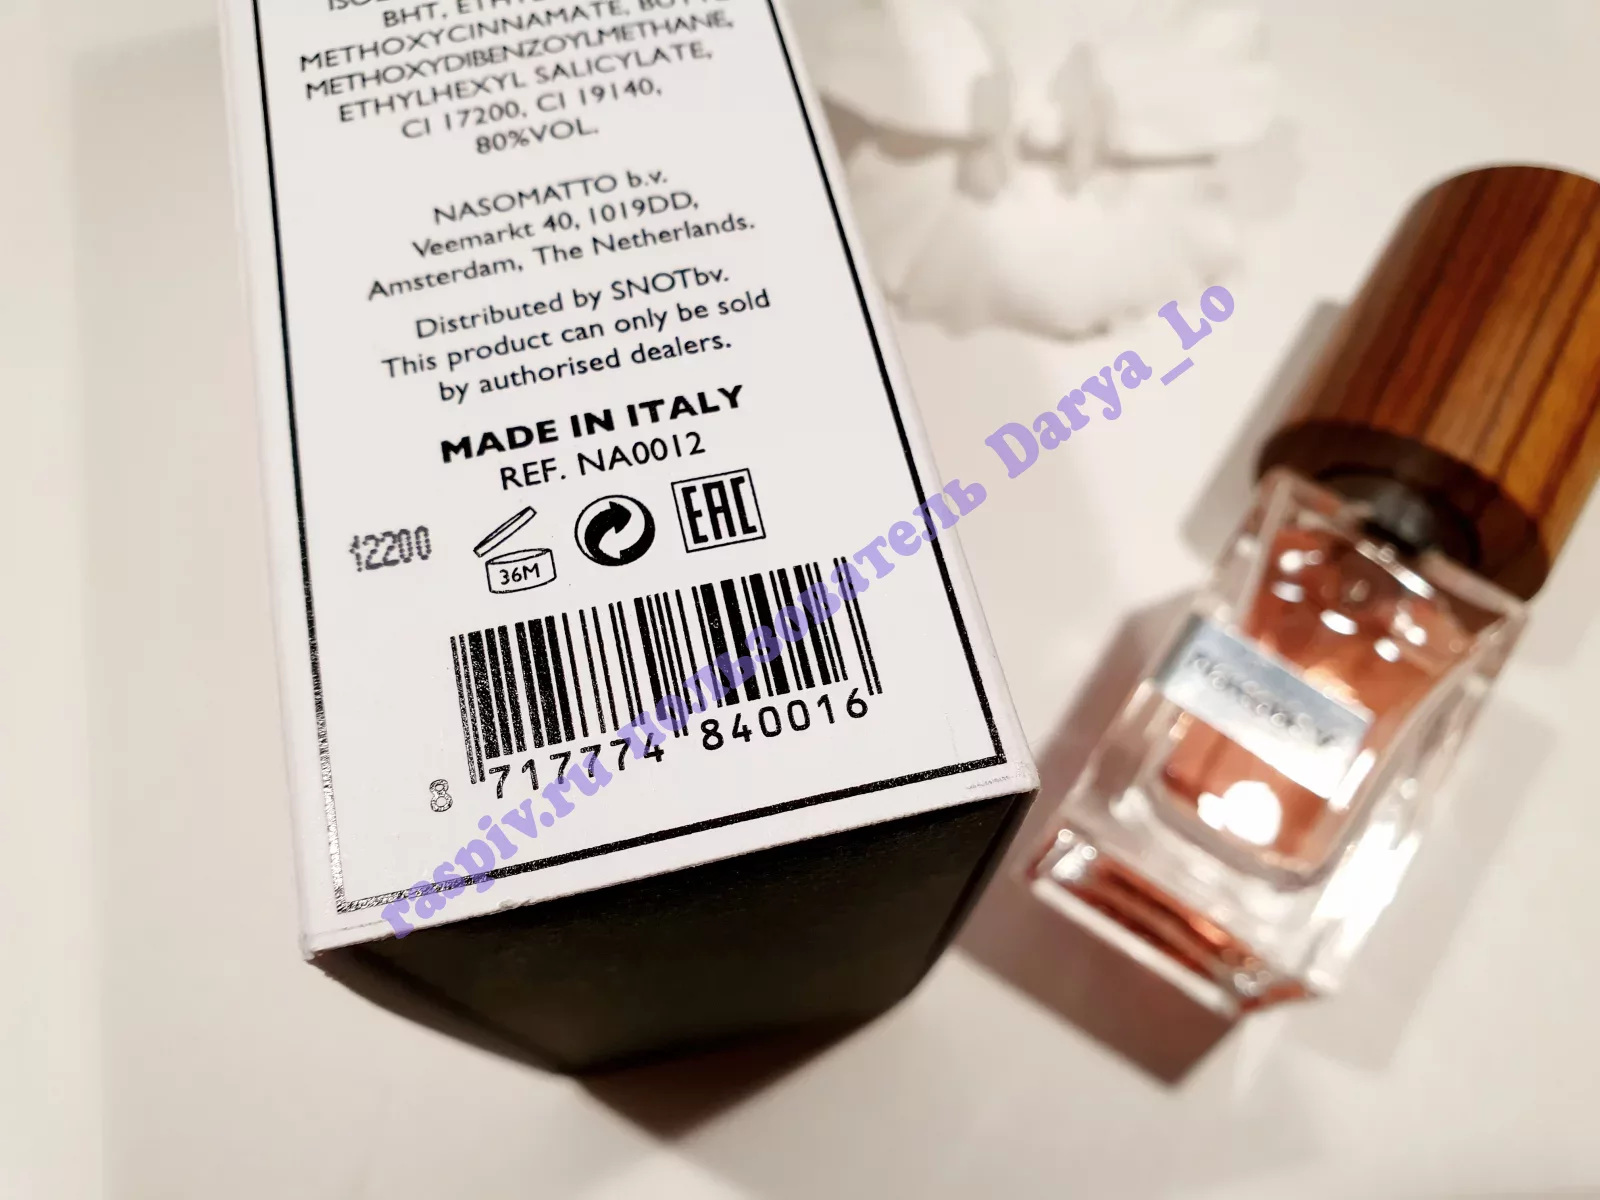 BHT,
METHOXYCINNAMATE,
METHOXYDIBENZOYLMETHANE,
ETHYLHEXYL SALICYLATE,
CI 17200, CI 19140,
80%VOL.
NASOMATTO b.v.
Veemarkt 40, 1019DD,
Amsterdam, The Netherlands.
Distributed by SNOTbv.
This product can only be sold
by authorised dealers.
MADE IN ITALY
REF. NA0012
12200
36M
EAC
8 717774 840016
raspiv.ru пользователь Darya_Lo